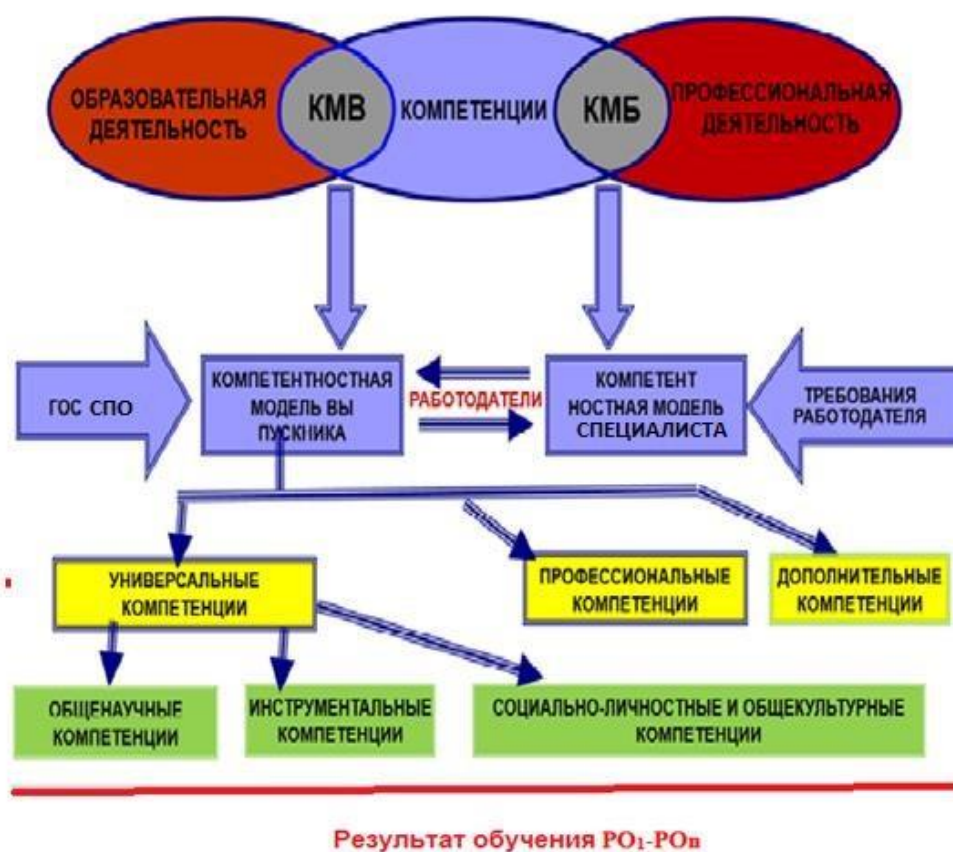 ОБРАЗОВАТЕЛЬНАЯ
ДЕЯТЕЛЬНОСТЬ
КМВ
КОМПЕТЕНЦИИ
КМБ
ПРОФЕССИОНАЛЬНАЯ
ДЕЯТЕЛЬНОСТЬ
ГОС СПО
КОМПЕТЕНТНОСТНАЯ
МОДЕЛЬ ВЫ
ПУСКНИКА
РАБОТОДАТЕЛИ
КОМПЕТЕНТ
НОСТНАЯ МОДЕЛЬ
СПЕЦИАЛИСТА
ТРЕБОВАНИЯ
РАБОТОДАТЕЛЯ
УНИВЕРСАЛЬНЫЕ
КОМПЕТЕНЦИИ
ПРОФЕССИОНАЛЬНЫЕ
КОМПЕТЕНЦИИ
ДОПОЛНИТЕЛЬНЫЕ
КОМПЕТЕНЦИИ
ОБЩЕНАУЧНЫЕ
КОМПЕТЕНЦИИ
ИНСТРУМЕНТАЛЬНЫЕ
КОМПЕТЕНЦИИ
СОЦИАЛЬНО-ЛИЧНОСТНЫЕ И ОБЩЕКУЛЬТУРНЫЕ
КОМПЕТЕНЦИИ
Результат обучения РО₁-РОn